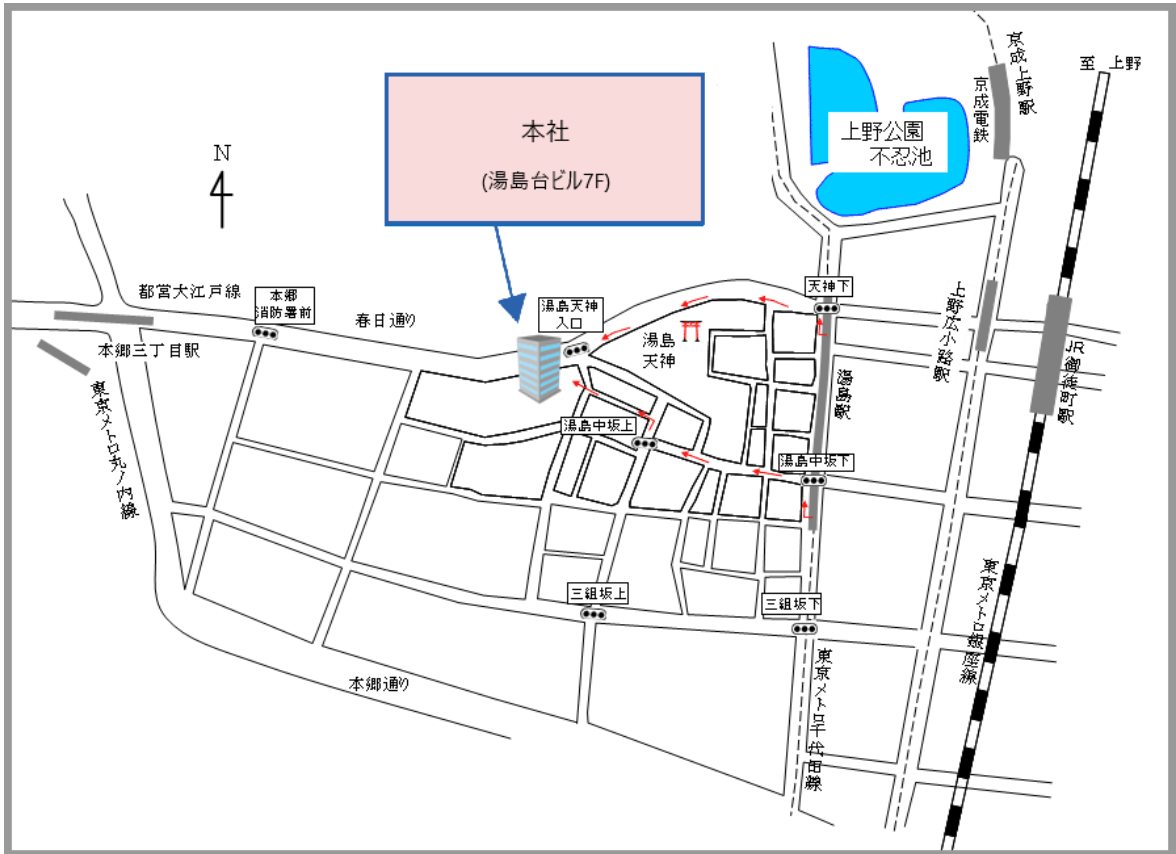 本社
(湯島台ビル7F)
N
上野公園
不忍池
京成上野駅
京成電鉄
至 上野
都営大江戸線
本郷
消防署前
春日通り
湯島天神
入口
湯島
天神
天神下
上野広小路駅
JR御徒町駅
湯島駅
本郷三丁目駅
東京メトロ丸ノ内線
湯島中坂上
湯島中坂下
三組坂上
三組坂下
東京メトロ銀座線
東京メトロ千代田線
本郷通り